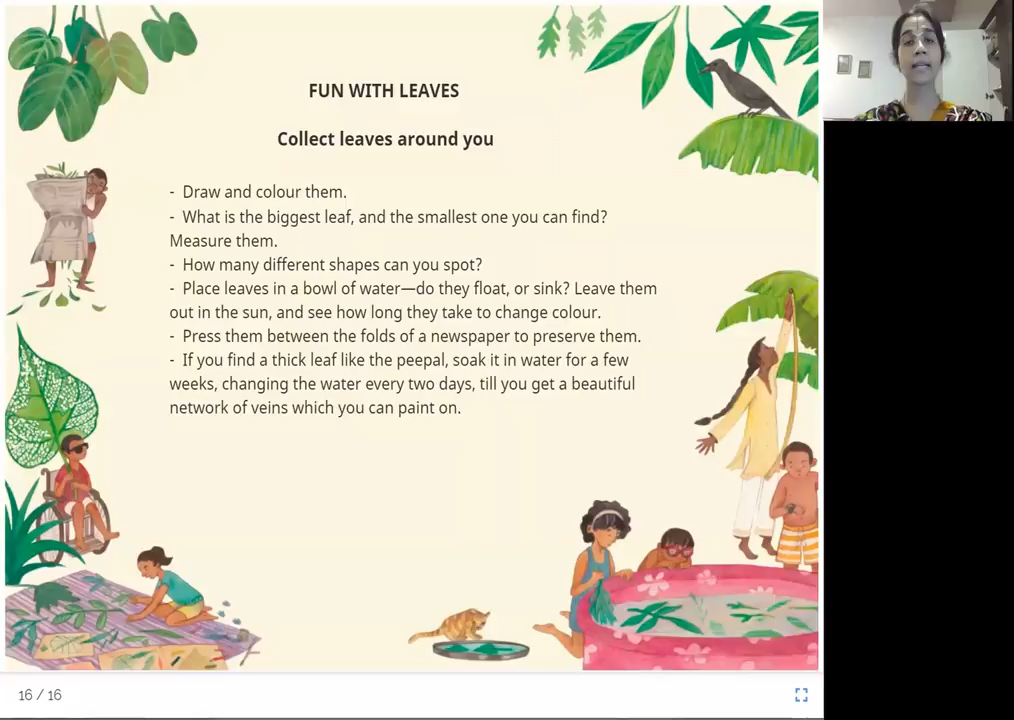 FUN WITH LEAVES
Collect leaves around you
- Draw and colour them.
- What is the biggest leaf, and the smallest one you can find?
Measure them.
- How many different shapes can you spot?
- Place leaves in a bowl of water—do they float, or sink? Leave them
out in the sun, and see how long they take to change colour.
- Press them between the folds of a newspaper to preserve them.
- If you find a thick leaf like the peepal, soak it in water for a few
weeks, changing the water every two days, till you get a beautiful
network of veins which you can paint on.
16 / 16